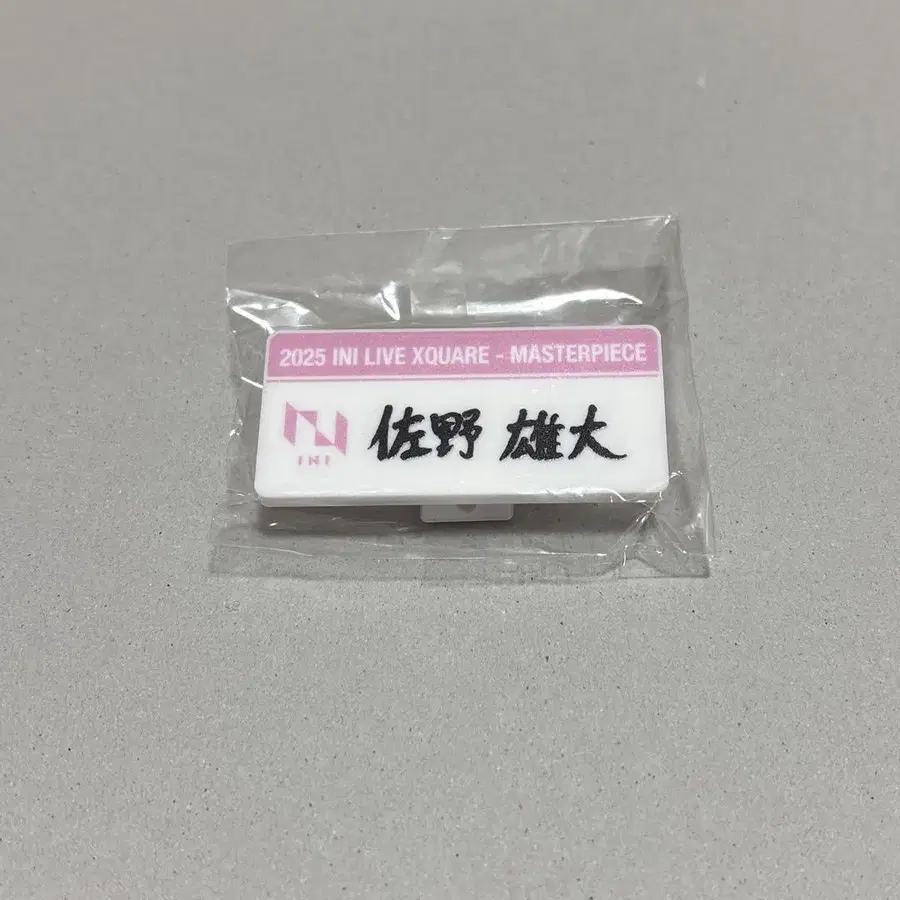 2025 INI LIVE XQUARE - MASTERPIECE
INI
佐野 雄大